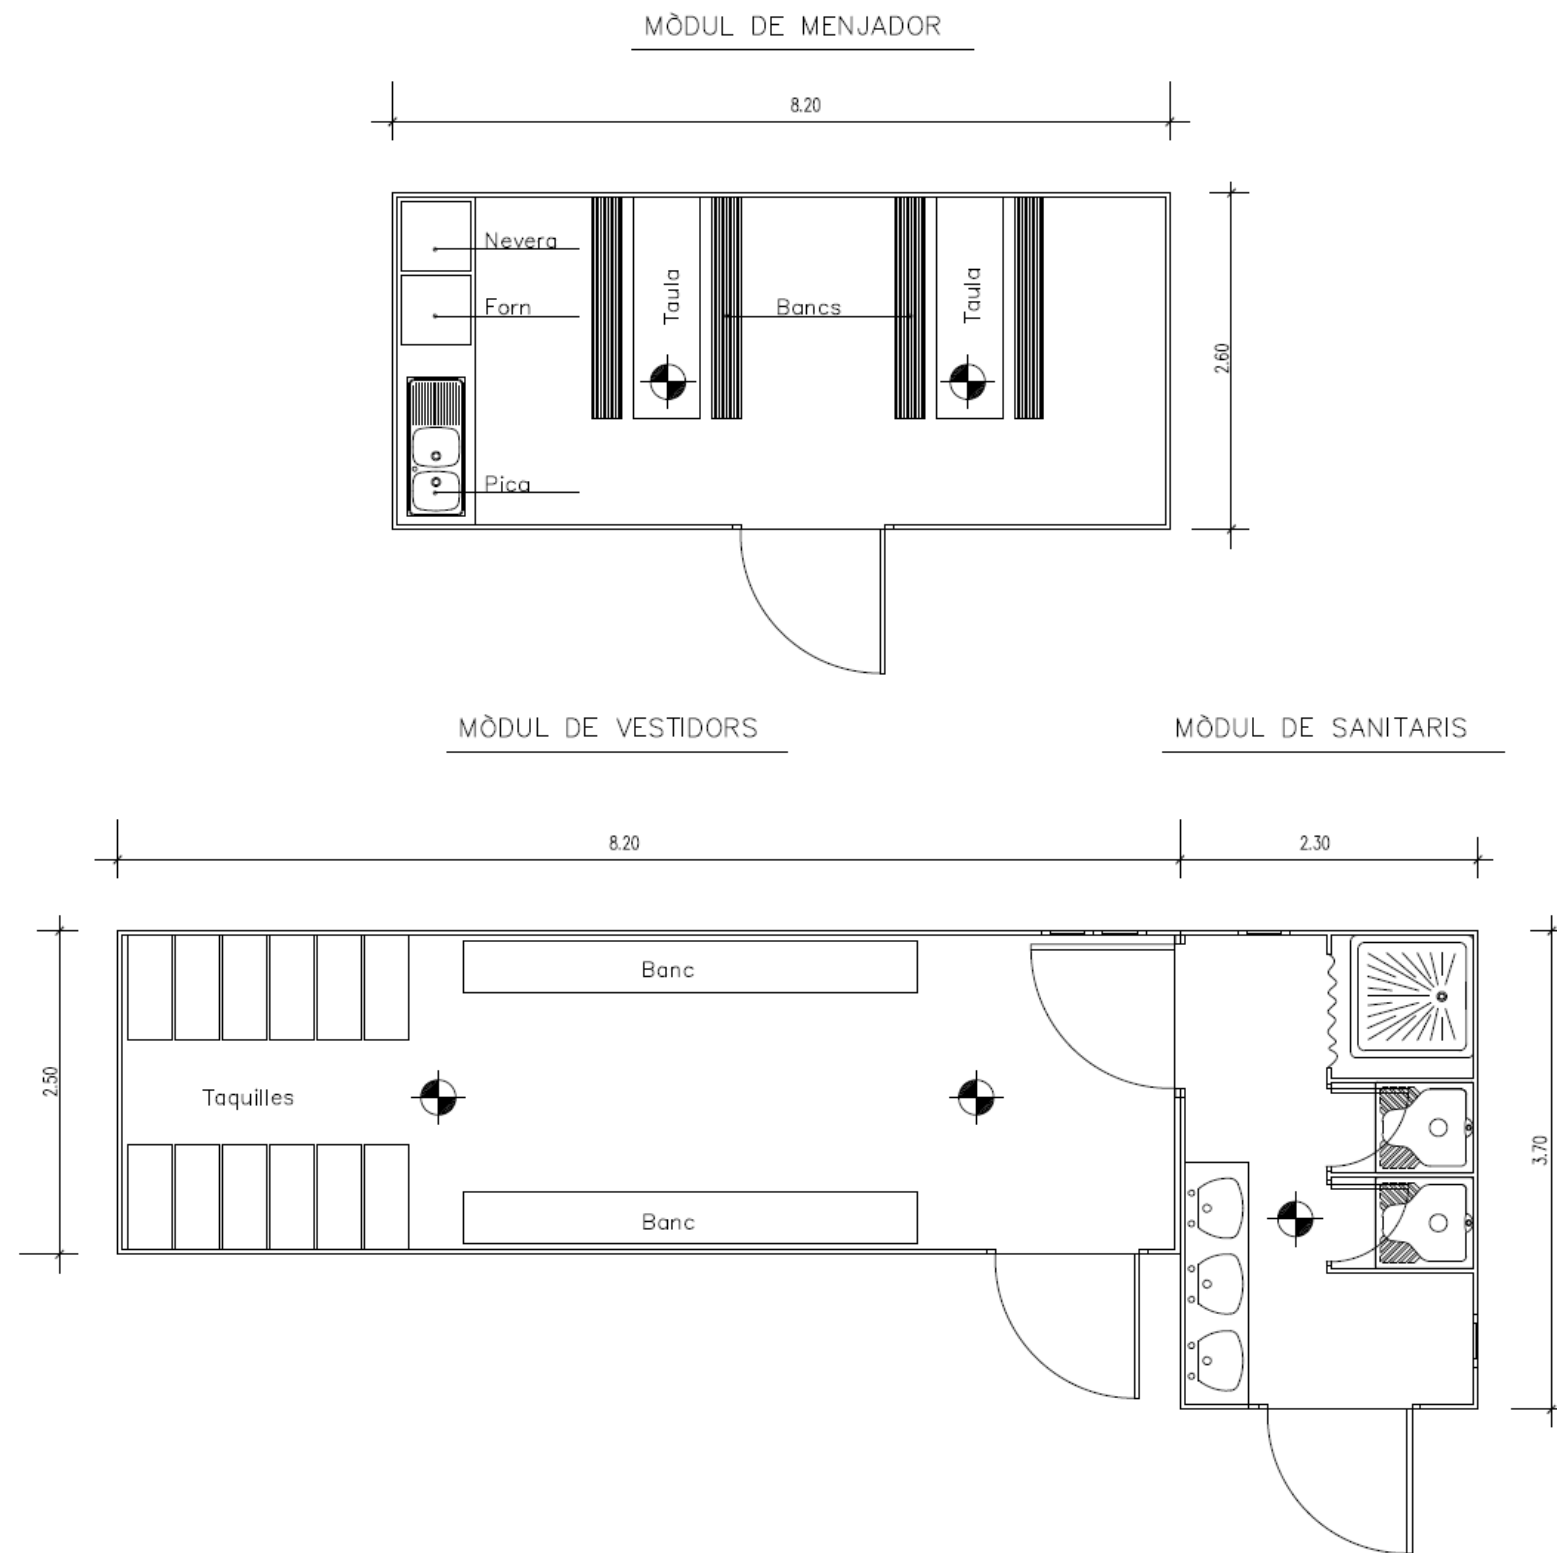 MÒDUL DE MENJADOR
8.20
Nevera
Forn
Taula
Bancs
Taula
2.60
Pica
MÒDUL DE VESTIDORS
MÒDUL DE SANITARIS
8.20
2.30
Banc
2.50
Taquilles
3.70
Banc